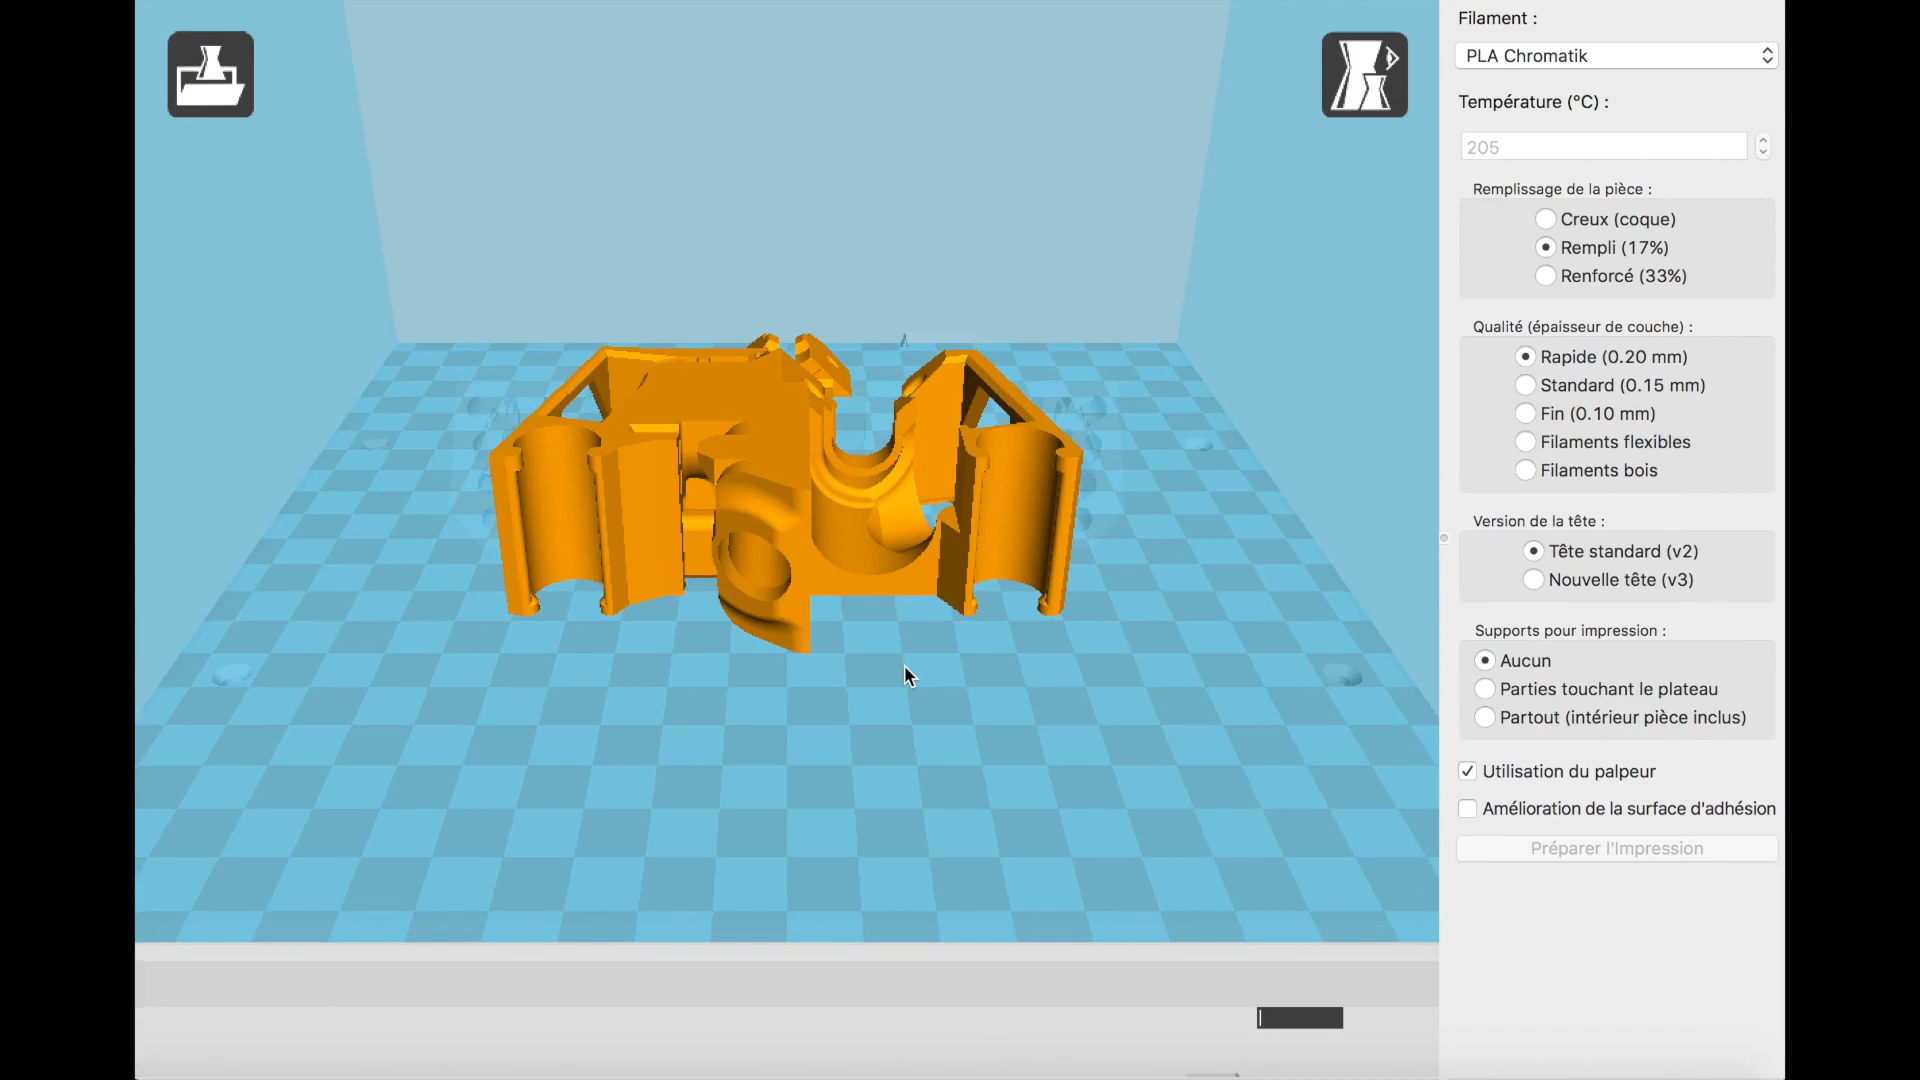 Filament :
PLA Chromatik
Température (°C) :
205
Remplissage de la pièce :
Creux (coque)
Rempli (17%)
Renforcé (33%)
Qualité (épaisseur de couche) :
Rapide (0.20 mm)
Standard (0.15 mm)
Fin (0.10 mm)
Filaments flexibles
Filaments bois
Version de la tête :
Tête standard (v2)
Nouvelle tête (v3)
Supports pour impression :
Aucun
Parties touchant le plateau
Partout (intérieur pièce inclus)
Utilisation du palpeur
Amélioration de la surface d'adhésion
Préparer l'Impression